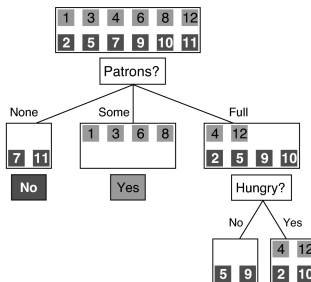 1 3 4 6 8 12
2 5 7 9 10 11
Patrons?
None Some Full
1 3 6 8 4 12
7 11 2 5 9 10
No Yes Hungry?
No Yes
4 12
5 9 2 10